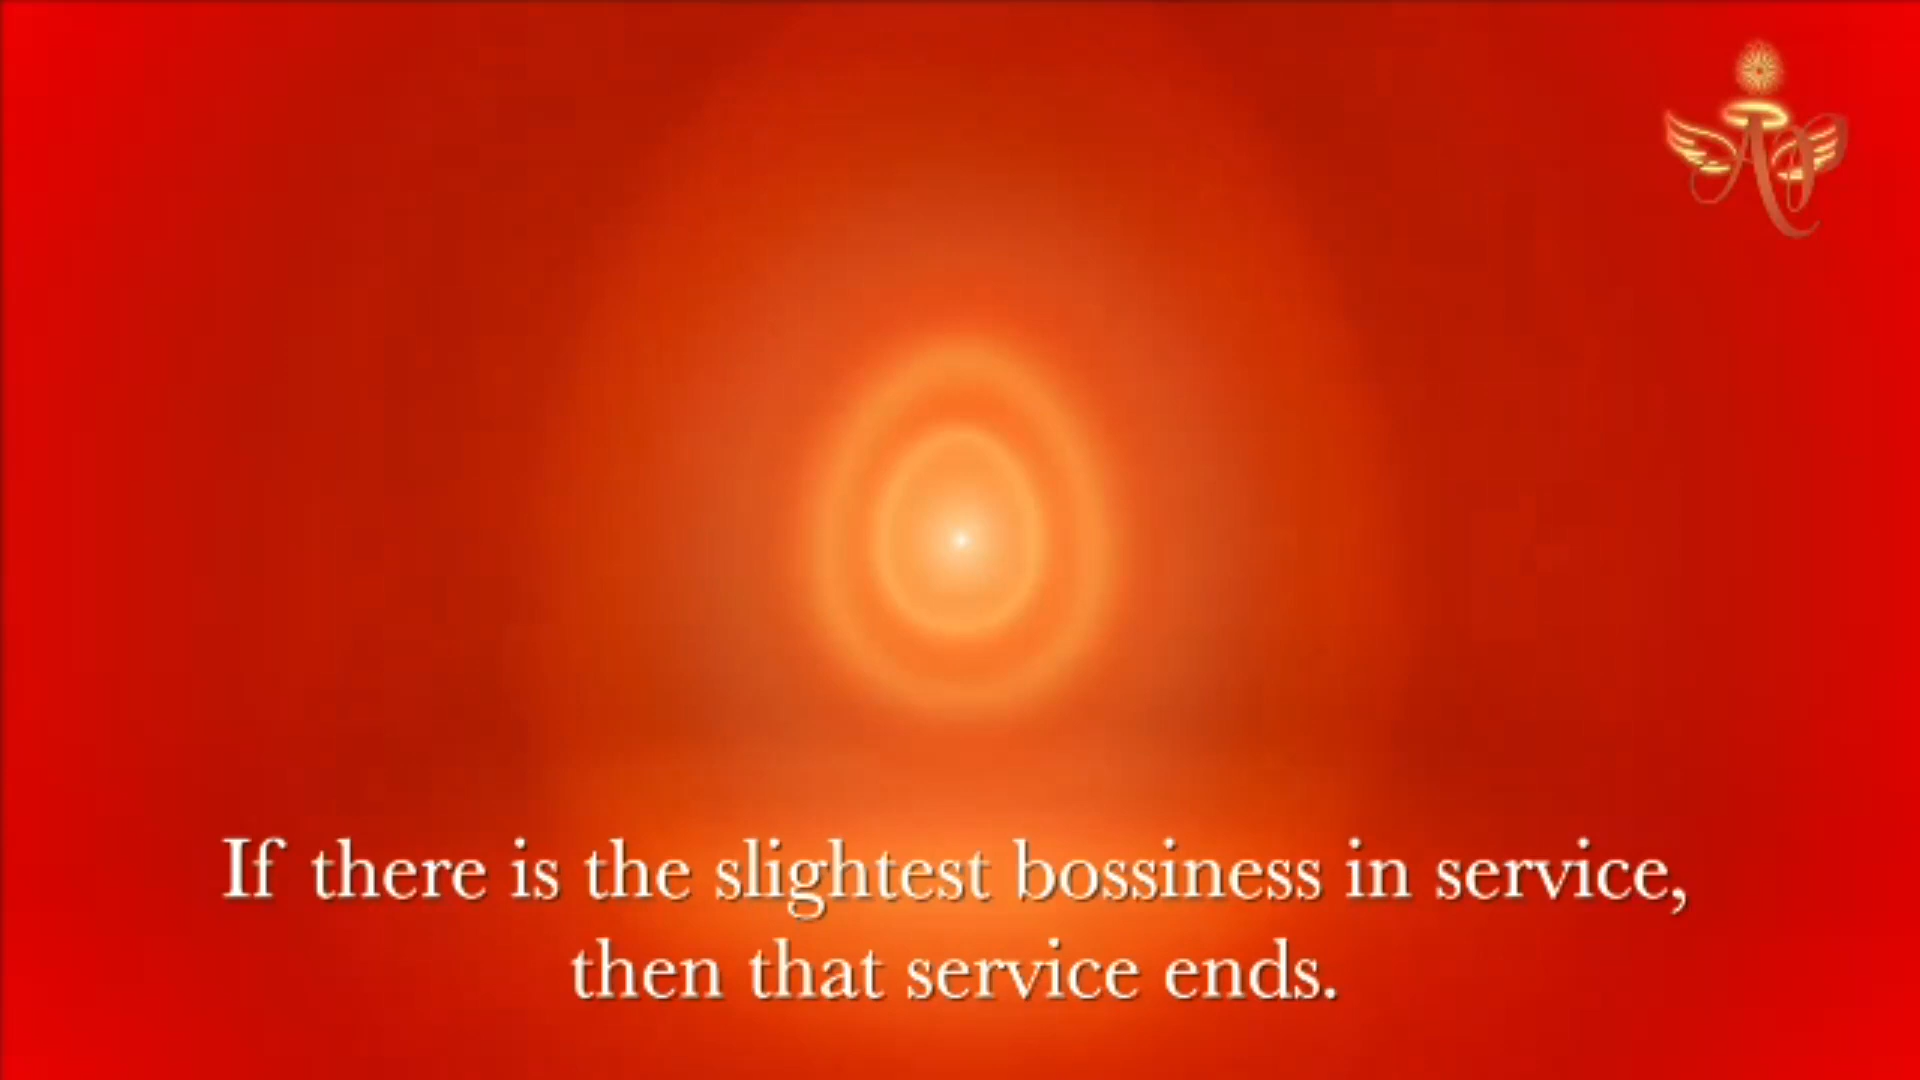 If there is the slightest bossiness in service,
then that service ends.